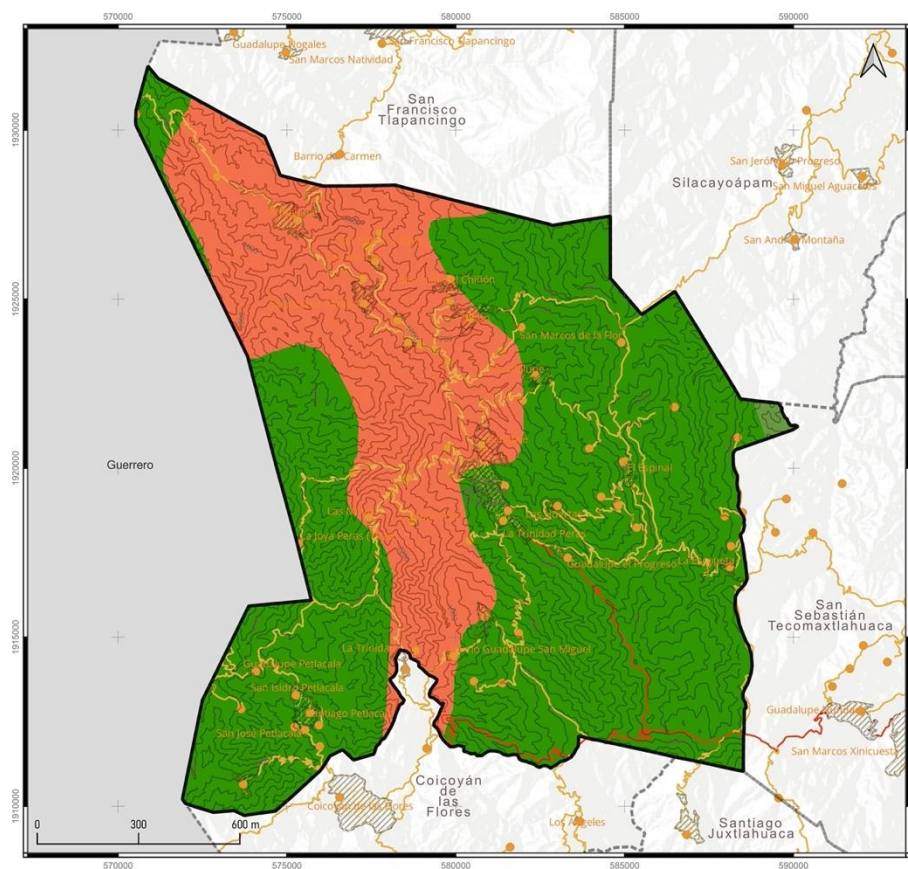 570000
575000
580000
585000
590000
Guadalupe Nogales
San Francisco Tlapancingo
San Marcos Natividad
San
Francisco
Tlapancingo
1930000
Barrio del Carmen
San Jerónimo Progreso
Silacayoápam
San Miguel Aguacates
San Andrés Montaña
1925000
San Marcos de la Flor
1920000
Guerrero
El Espinal
La Joya Peras
La Trinidad Peras
Guadalupe el Progreso
1915000
San
Sebastián
Tecomaxtlahuaca
La Trinidad
Guadalupe San Miguel
Guadalupe Petlacala
San Isidro Petlacala
Santiago Petlacala
San José Petlacala
San Marcos Xinicuesta
1910000
Coicoyán
de
las
Flores
Coicoyán de las Flores
Los Ángeles
Santiago
Juxtlahuaca
0
300
600 m
570000
575000
580000
585000
590000